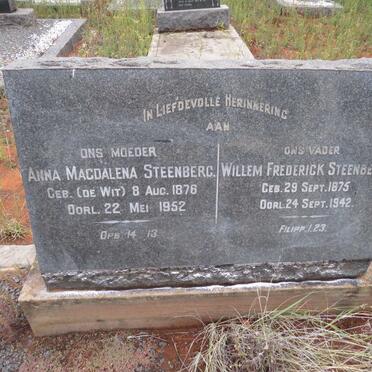 In Liefdevolle Herinnering
aan
Ons Moeder
Anna Magdalena Steenberg.
Geb. (de Wit) 8 Aug. 1876
Oorl. 22 Mei 1952
Opb. 14 13
Ons Vader
Willem Frederick Steenbe
Geb. 29 Sept. 1875
Oorl. 24 Sept. 1942.
Filipp. 1.23.